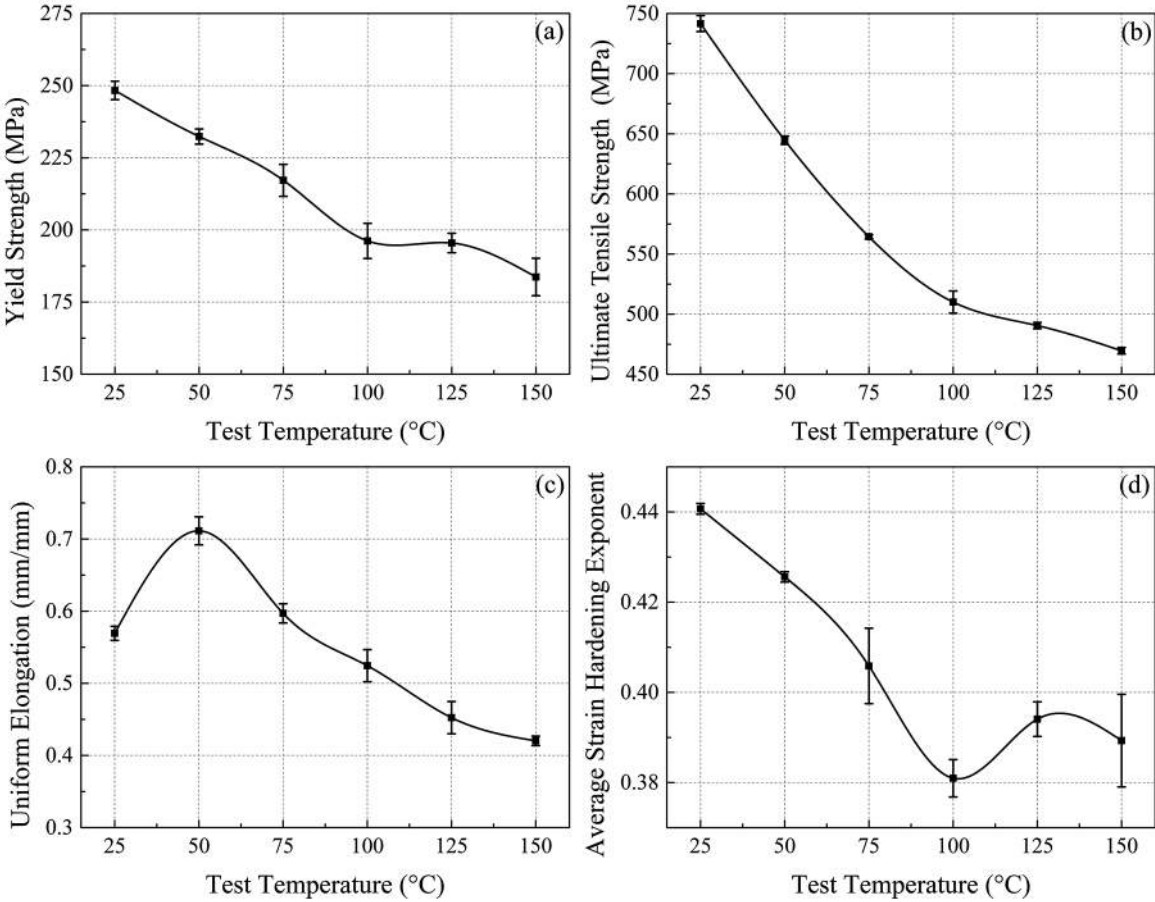 (a)
Yield Strength (MPa)
275
250
225
200
175
150
25 50 75 100 125 150
Test Temperature (°C)
(b)
Ultimate Tensile Strength (MPa)
750
700
650
600
550
500
450
25 50 75 100 125 150
Test Temperature (°C)
(c)
Uniform Elongation (mm/mm)
0.8
0.7
0.6
0.5
0.4
0.3
25 50 75 100 125 150
Test Temperature (°C)
(d)
Average Strain Hardening Exponent
0.44
0.42
0.40
0.38
25 50 75 100 125 150
Test Temperature (°C)